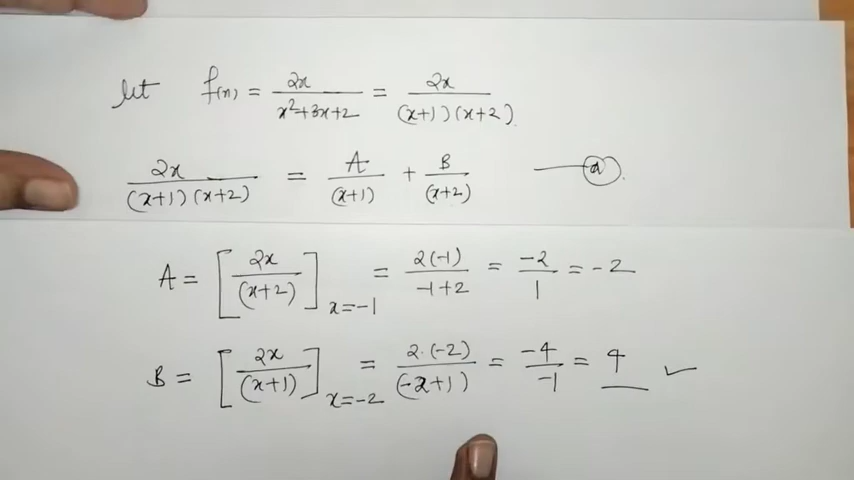 let f(n) = 2x / x²+3x+2 = 2x / (x+1)(x+2).
2x / (x+1)(x+2) = A / (x+1) + B / (x+2) — (a).
A = [2x / (x+2)] x=-1 = 2(-1) / -1+2 = -2 / 1 = -2
B = [2x / (x+1)] x=-2 = 2·(-2) / (-2+1) = -4 / -1 = 4 ✓